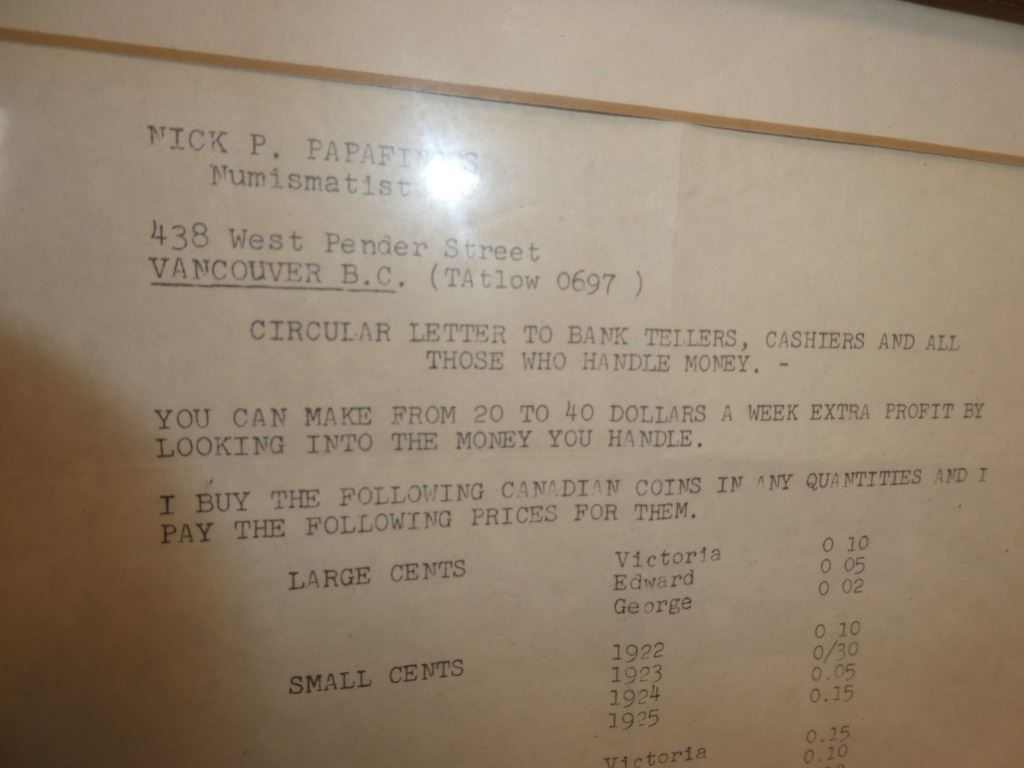 NICK P.
Numismatist
438 West Pender Street
VANCOUVER B.C. (TAtlow 0697 )
CIRCULAR LETTER TO BANK TELLERS, CASHIERS AND ALL
THOSE WHO HANDLE MONEY. -
YOU CAN MAKE FROM 20 TO 40 DOLLARS A WEEK EXTRA PROFIT BY
LOOKING INTO THE MONEY YOU HANDLE.
I BUY THE FOLLOWING CANADIAN COINS IN ANY QUANTITIES AND I
PAY THE FOLLOWING PRICES FOR THEM.
LARGE CENTS Victoria 0 10
Edward 0 05
George 0 02
SMALL CENTS 1922 0 10
1923 0/30
1924 0.05
1925 0.15
Victoria 0.15
0.10